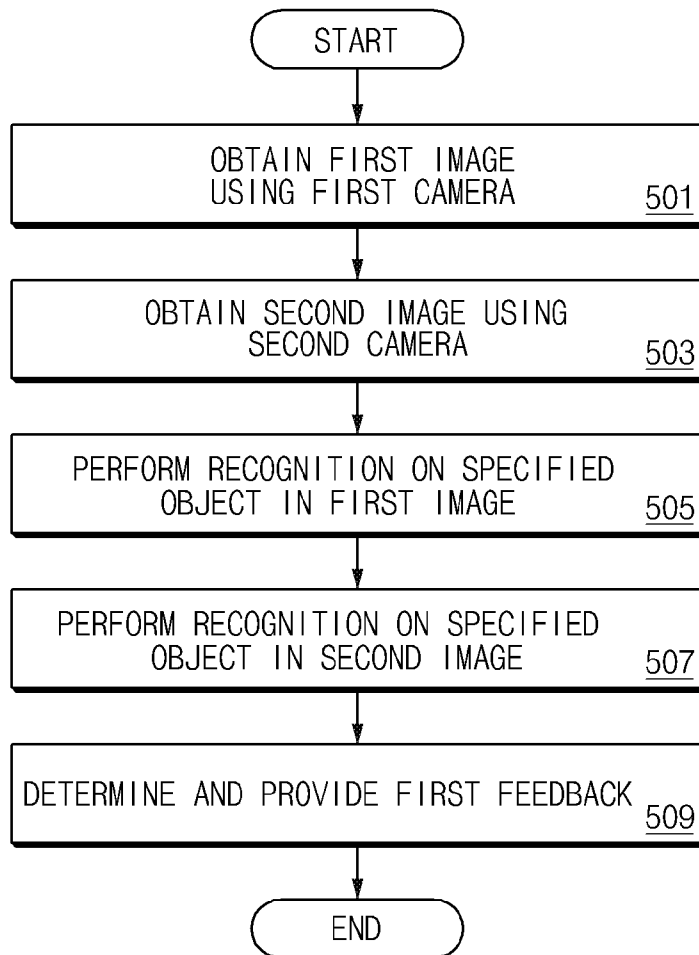 START
OBTAIN FIRST IMAGE
USING FIRST CAMERA
501
OBTAIN SECOND IMAGE USING
SECOND CAMERA
503
PERFORM RECOGNITION ON SPECIFIED
OBJECT IN FIRST IMAGE
505
PERFORM RECOGNITION ON SPECIFIED
OBJECT IN SECOND IMAGE
507
DETERMINE AND PROVIDE FIRST FEEDBACK
509
END